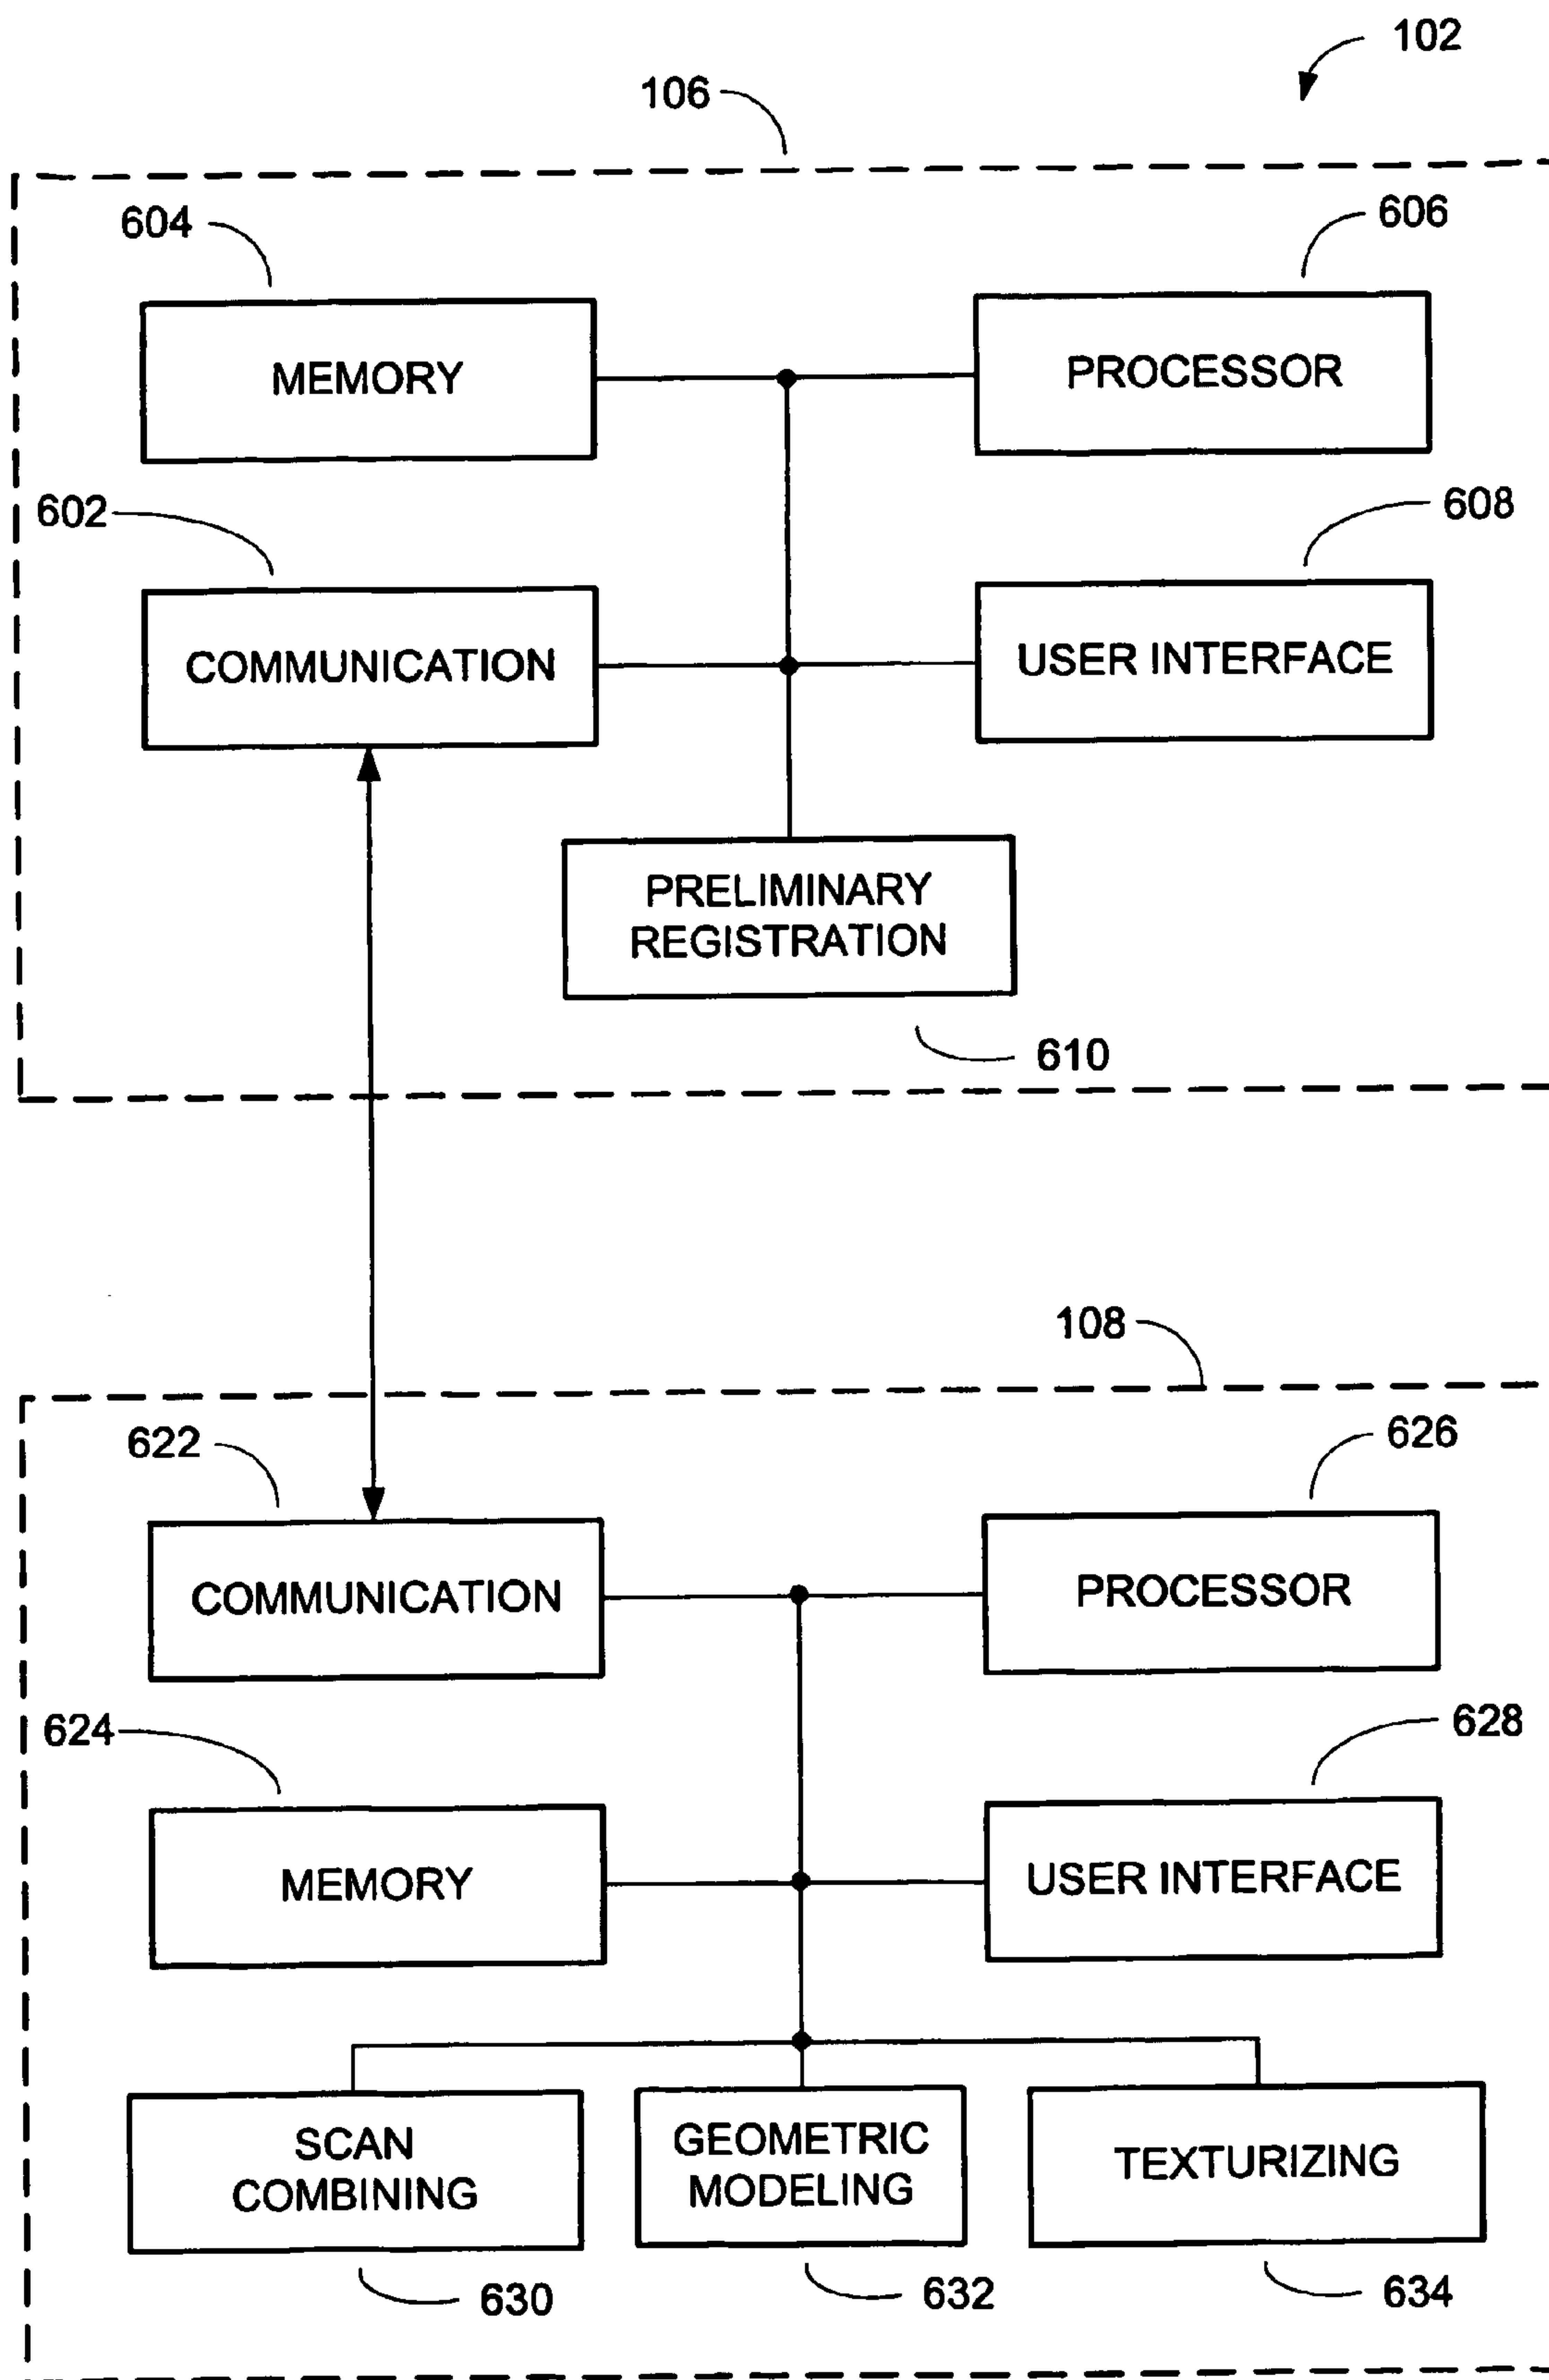 102
106
604
606
MEMORY
PROCESSOR
602
608
COMMUNICATION
USER INTERFACE
PRELIMINARY
REGISTRATION
610
108
622
626
COMMUNICATION
PROCESSOR
624
628
MEMORY
USER INTERFACE
SCAN
COMBINING
GEOMETRIC
MODELING
TEXTURIZING
630
632
634